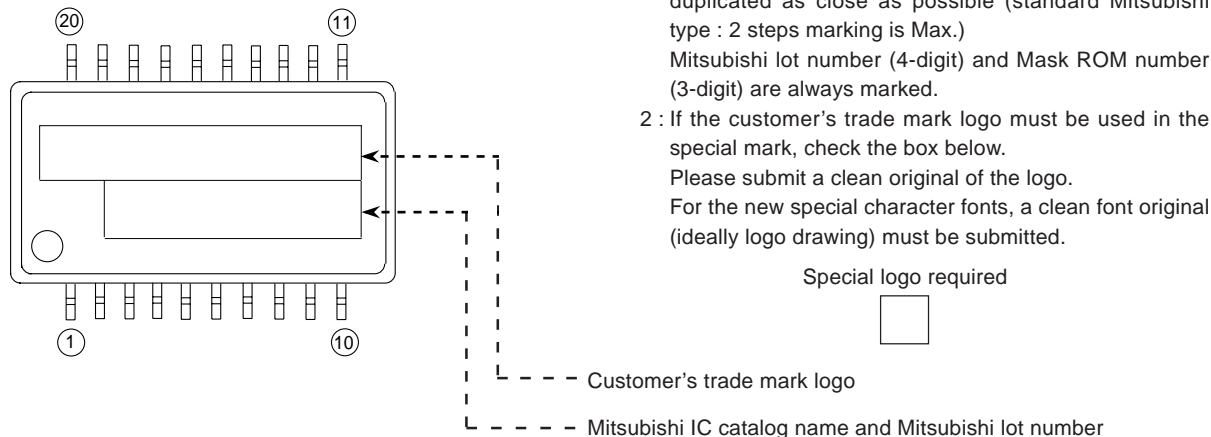 20
11
1
10
duplicated as close as possible (standard Mitsubishi
type : 2 steps marking is Max.)
Mitsubishi lot number (4-digit) and Mask ROM number
(3-digit) are always marked.
2 : If the customer's trade mark logo must be used in the
special mark, check the box below.
Please submit a clean original of the logo.
For the new special character fonts, a clean font original
(ideally logo drawing) must be submitted.
Special logo required
Customer's trade mark logo
Mitsubishi IC catalog name and Mitsubishi lot number